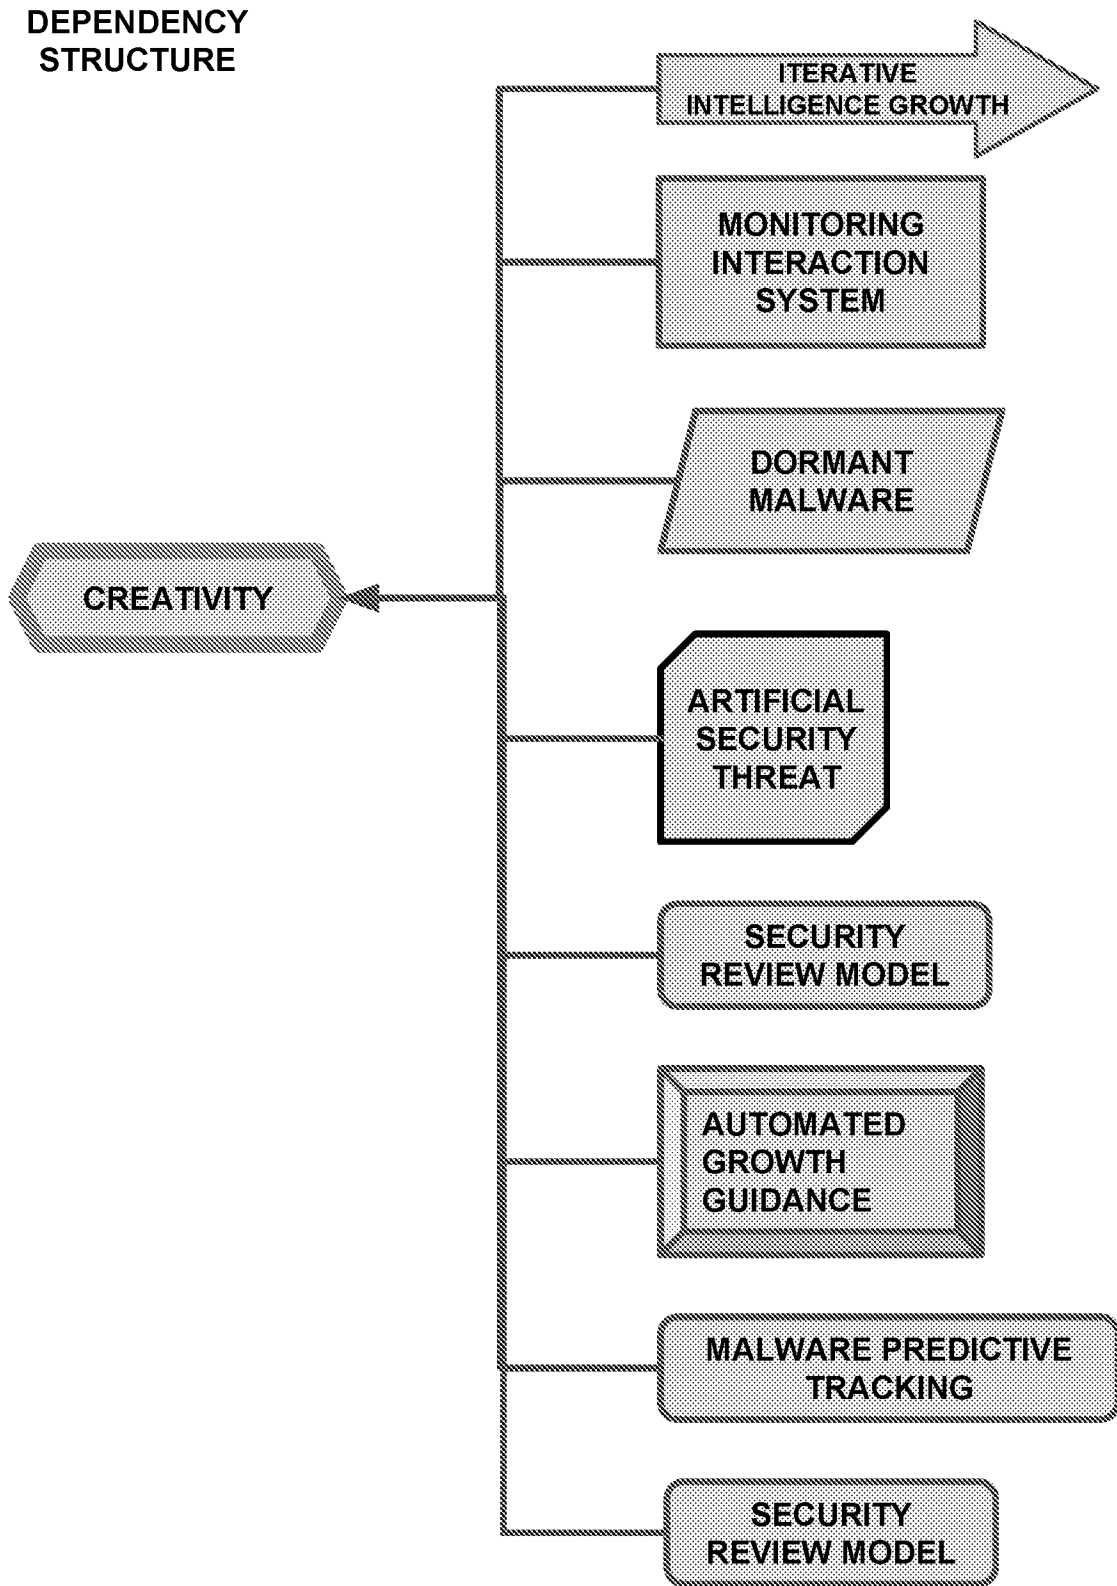 DEPENDENCY
STRUCTURE
ITERATIVE
INTELLIGENCE GROWTH
MONITORING
INTERACTION
SYSTEM
DORMANT
MALWARE
CREATIVITY
ARTIFICIAL
SECURITY
THREAT
SECURITY
REVIEW MODEL
AUTOMATED
GROWTH
GUIDANCE
MALWARE PREDICTIVE
TRACKING
SECURITY
REVIEW MODEL